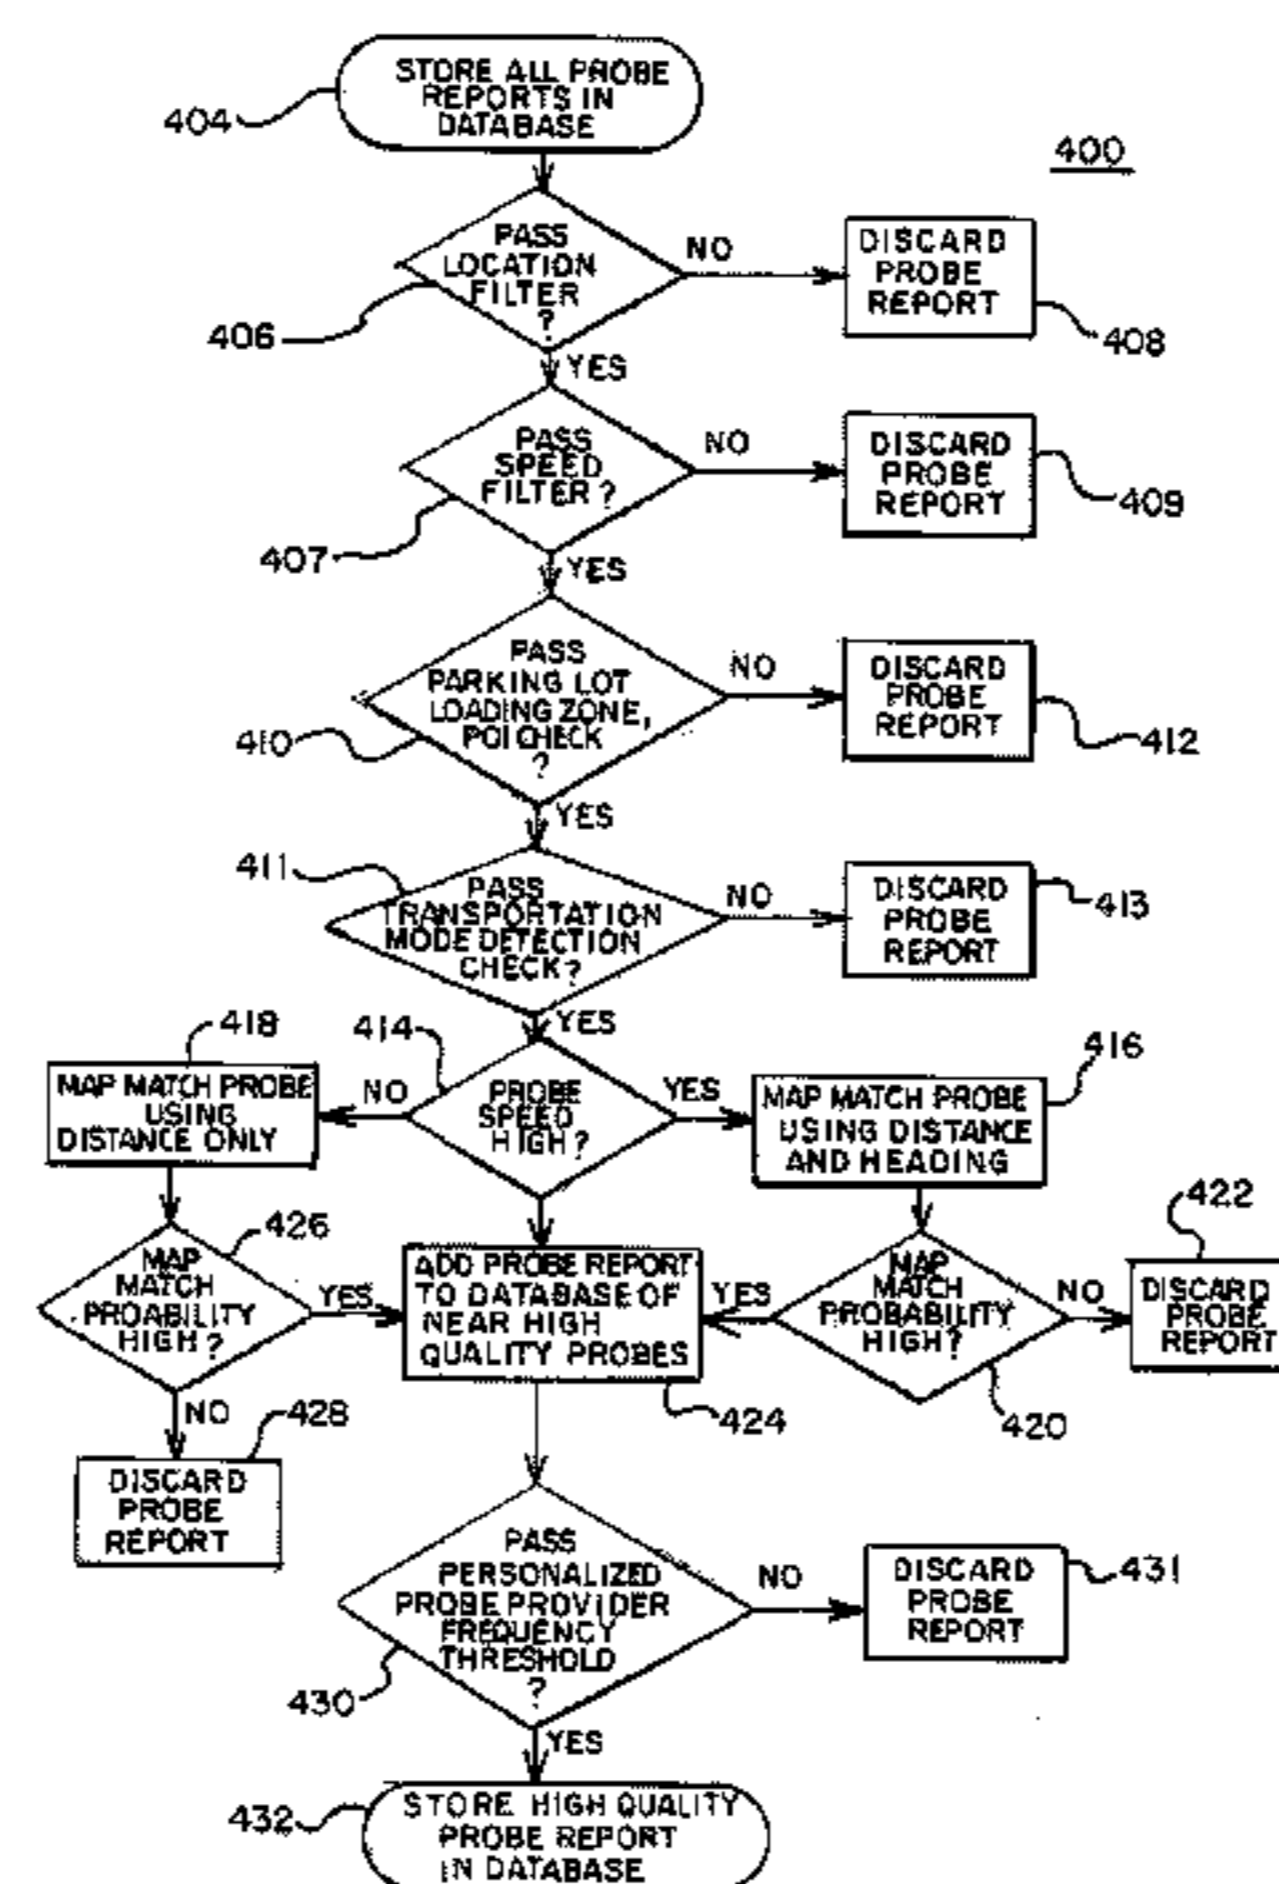 STORE ALL PROBE
REPORTS IN
DATABASE
404
400
PASS
LOCATION
FILTER
?
406
NO
DISCARD
PROBE
REPORT
408
YES
PASS
SPEED
FILTER?
407
NO
DISCARD
PROBE
REPORT
409
YES
PASS
PARKING LOT
LOADING ZONE,
POI CHECK
?
410
NO
DISCARD
PROBE
REPORT
412
YES
411
PASS
TRANSPORTATION
MODE DETECTION
CHECK?
NO
DISCARD
PROBE
REPORT
413
YES
418
MAP MATCH PROBE
USING
DISTANCE ONLY
NO
414
PROBE
SPEED
HIGH?
YES
MAP MATCH PROBE
USING DISTANCE
AND HEADING
416
426
MAP
MATCH
PROABILITY
HIGH?
YES
ADD PROBE REPORT
TO DATABASE OF
NEAR HIGH
QUALITY PROBES
424
YES
MAP
MATCH
PROBABILITY
HIGH?
420
NO
422
DISCARD
PROBE
REPORT
NO
428
DISCARD
PROBE
REPORT
PASS
PERSONALIZED
PROBE PROVIDER
FREQUENCY
THRESHOLD
?
430
NO
DISCARD
PROBE
REPORT
431
YES
432
STORE HIGH QUALITY
PROBE REPORT
IN DATABASE